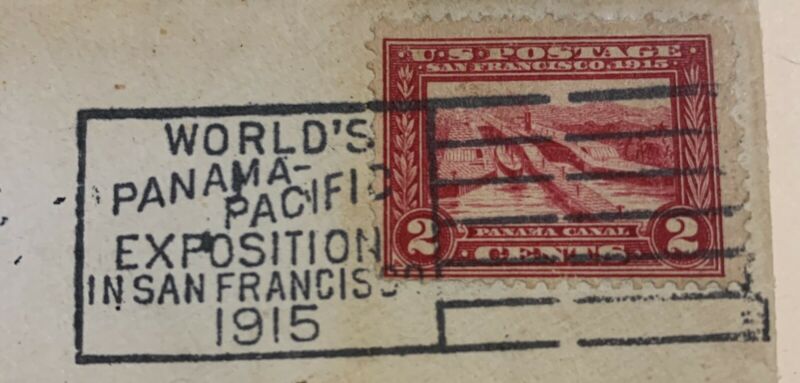 WORLD'S
PANAMA-
PACIFIC
EXPOSITION
IN SAN FRANCISCO
1915
U.S. POSTAGE
SAN FRANCISCO, 1915
PANAMA CANAL
2 CENTS 2